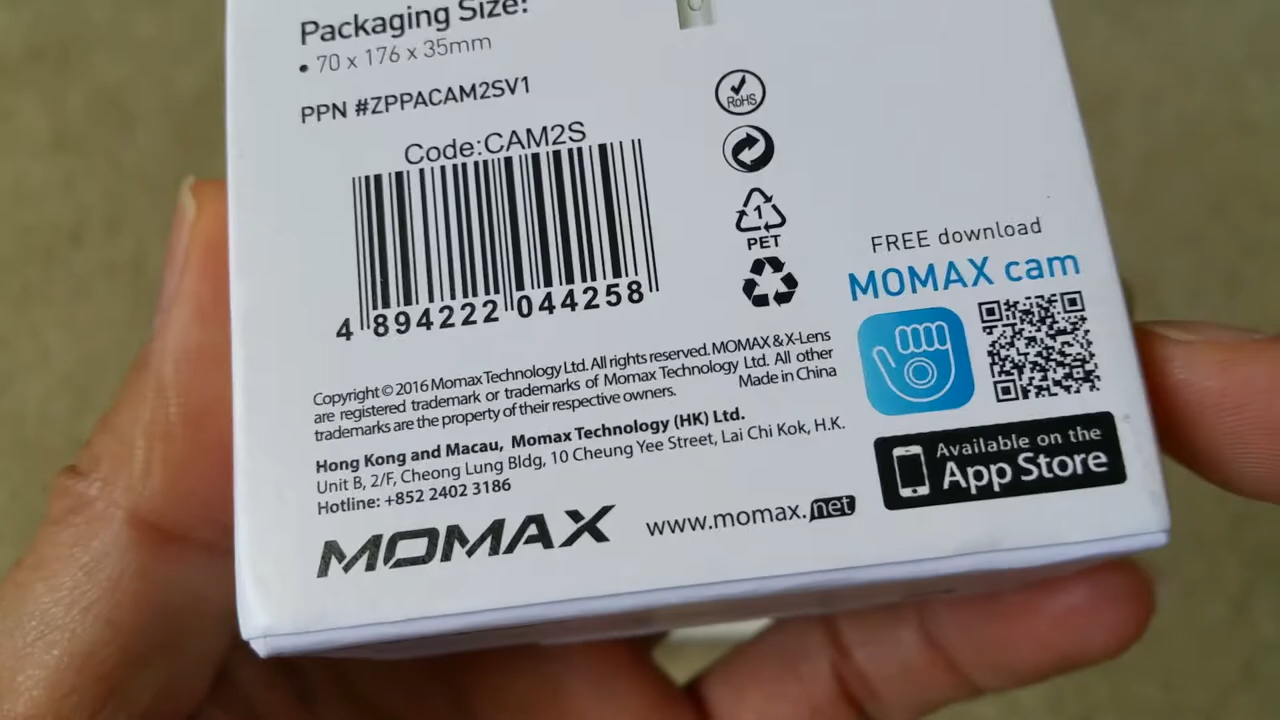 Packaging Size:
• 70 x 176 x 35mm
PPN #ZPPACAM2SV1
Code:CAM2S
4 894222 044258
RoHS
1
PET
FREE download
MOMAX cam
Copyright © 2016 Momax Technology Ltd. All rights reserved. MOMAX & X-Lens
are registered trademark or trademarks of Momax Technology Ltd. All other
trademarks are the property of their respective owners. Made in China
Hong Kong and Macau, Momax Technology (HK) Ltd.
Unit B, 2/F, Cheong Lung Bldg, 10 Cheung Yee Street, Lai Chi Kok, H.K.
Hotline: +852 2402 3186
MOMAX www.momax.net
Available on the
App Store